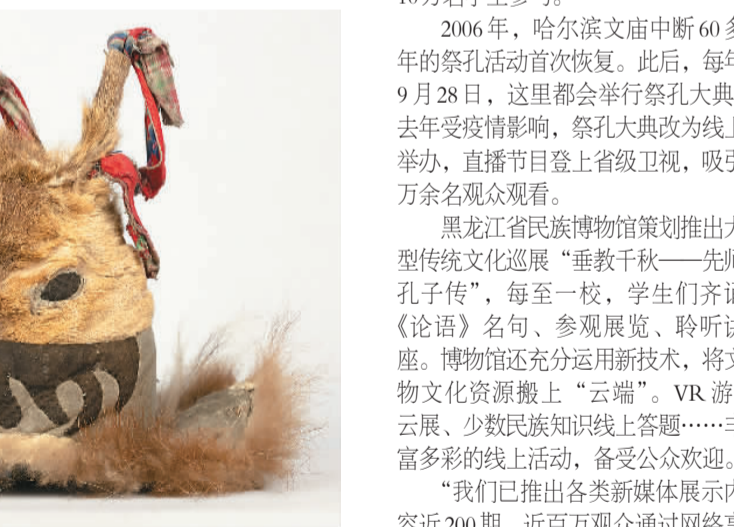 2006年，哈尔滨文庙中断60多
年的祭孔活动首次恢复。此后，每年
9月28日，这里都会举行祭孔大典
去年受疫情影响，祭孔大典改为线上
举办，直播节目登上省级卫视，吸引
万余名观众观看。
黑龙江省民族博物馆策划推出大
型传统文化巡展“垂教千秋——先师
孔子传”，每至一校，学生们齐诵
《论语》名句、参观展览、聆听讲
座。博物馆还充分运用新技术，将文
物文化资源搬上“云端”。VR游
云展、少数民族知识线上答题……丰
富多彩的线上活动，备受公众欢迎。
“我们已推出各类新媒体展示内
容近200期，近百万观众通过网络享